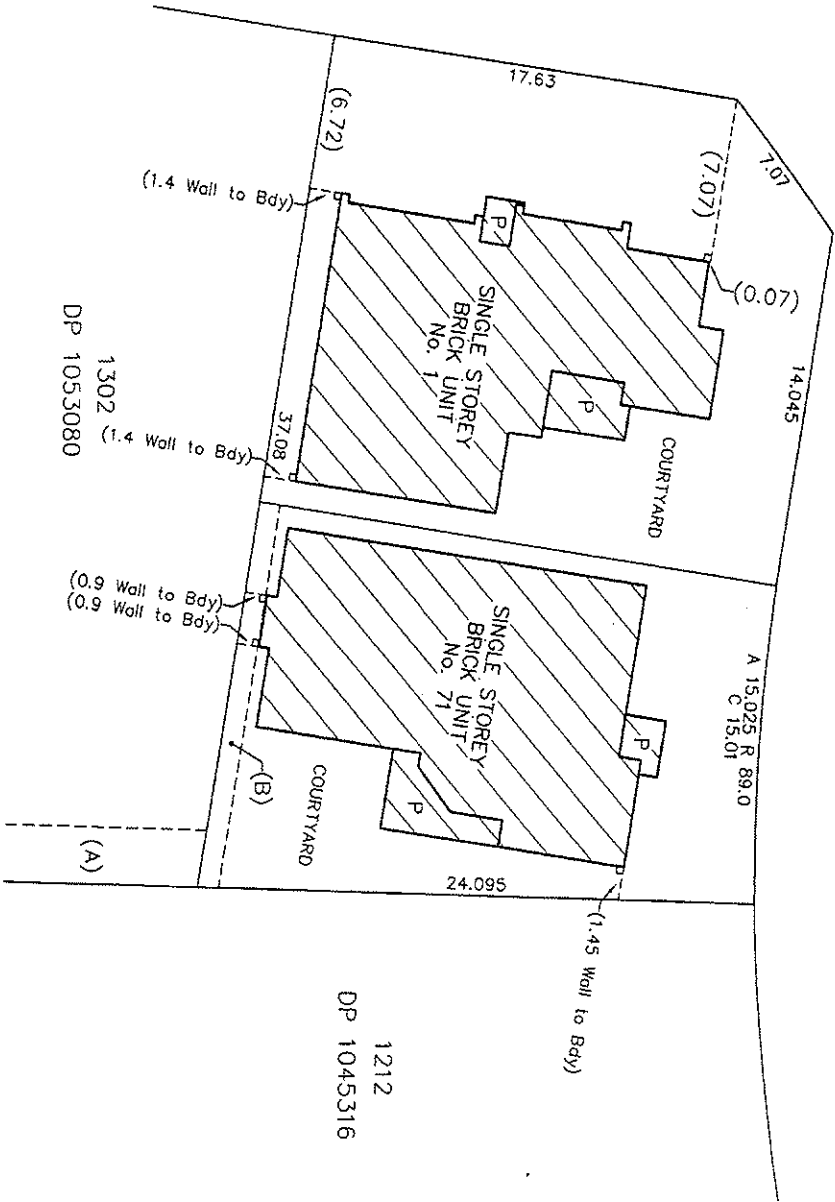 17.63
7.07
(7.07)
(6.72)
(0.07)
(1.4 Wall to Bdy)
P
14.045
SINGLE STOREY
BRICK UNIT
No. 1
P
COURTYARD
1302
DP 1053080
37.08
(1.4 Wall to Bdy)
(0.9 Wall to Bdy)
(0.9 Wall to Bdy)
SINGLE STOREY
BRICK UNIT
No. 71
A 15.025 R 89.0
C 15.01
P
P
COURTYARD
(B)
(A)
24.095
(1.45 Wall to Bdy)
1212
DP 1045316